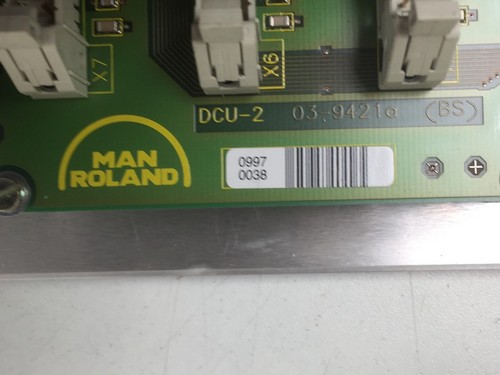 X7
X6
DCU-2 03.9421a (BS)
MAN
ROLAND
0997
0038